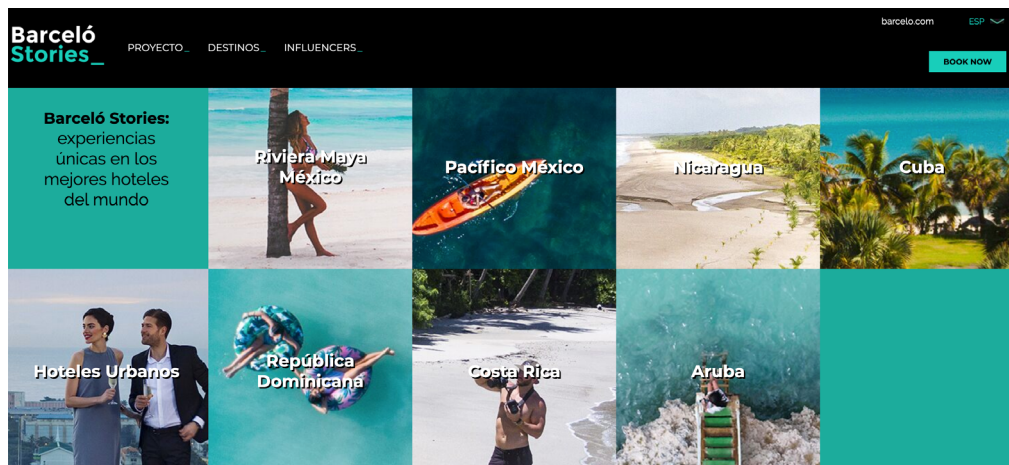 Barceló
Stories_
PROYECTO_
DESTINOS_
INFLUENCERS_
barcelo.com
ESP
BOOK NOW
Barceló Stories:
experiencias
únicas en los
mejores hoteles
del mundo
Riviera Maya
México
Pacífico México
Nicaragua
Cuba
Hoteles Urbanos
República
Dominicana
Costa Rica
Aruba